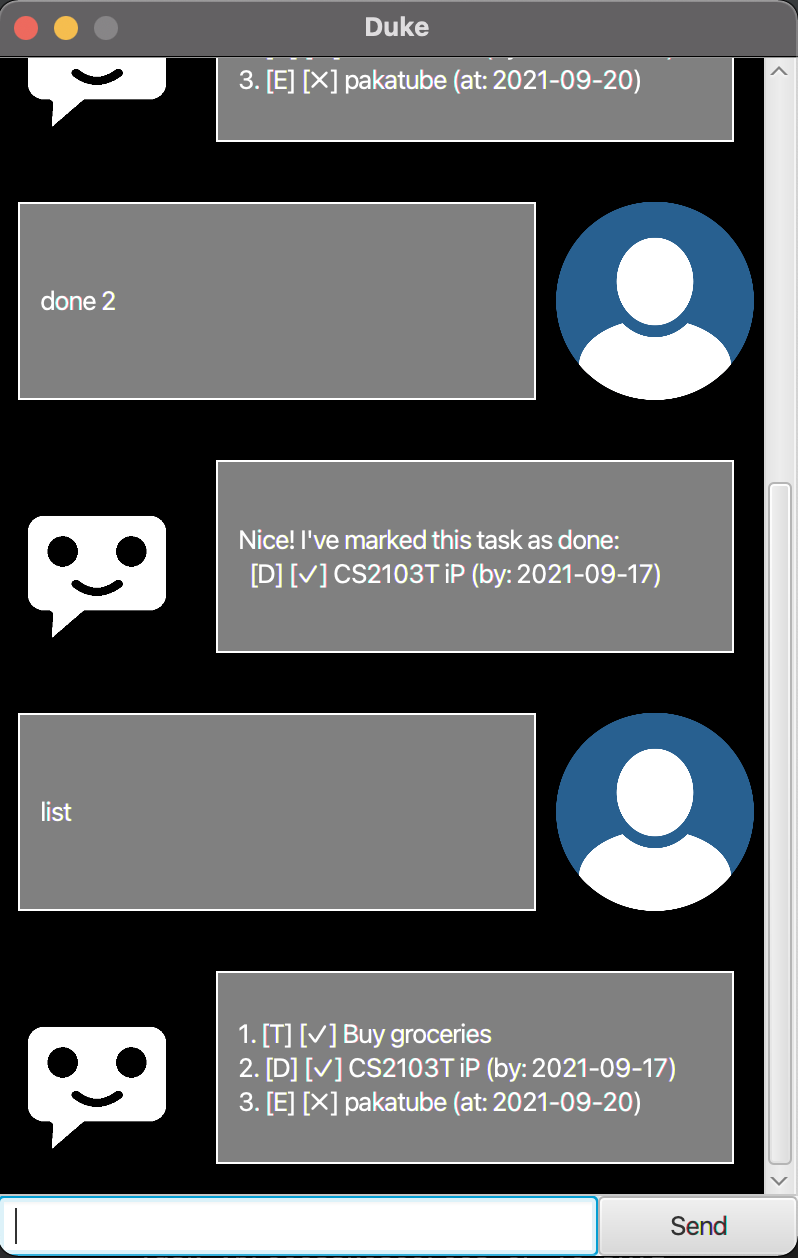 Duke
3. [E] [✕] pakatube (at: 2021-09-20)
done 2
Nice! I've marked this task as done:
[D] [✓] CS2103T iP (by: 2021-09-17)
list
1. [T] [✓] Buy groceries
2. [D] [✓] CS2103T iP (by: 2021-09-17)
3. [E] [✕] pakatube (at: 2021-09-20)
Send